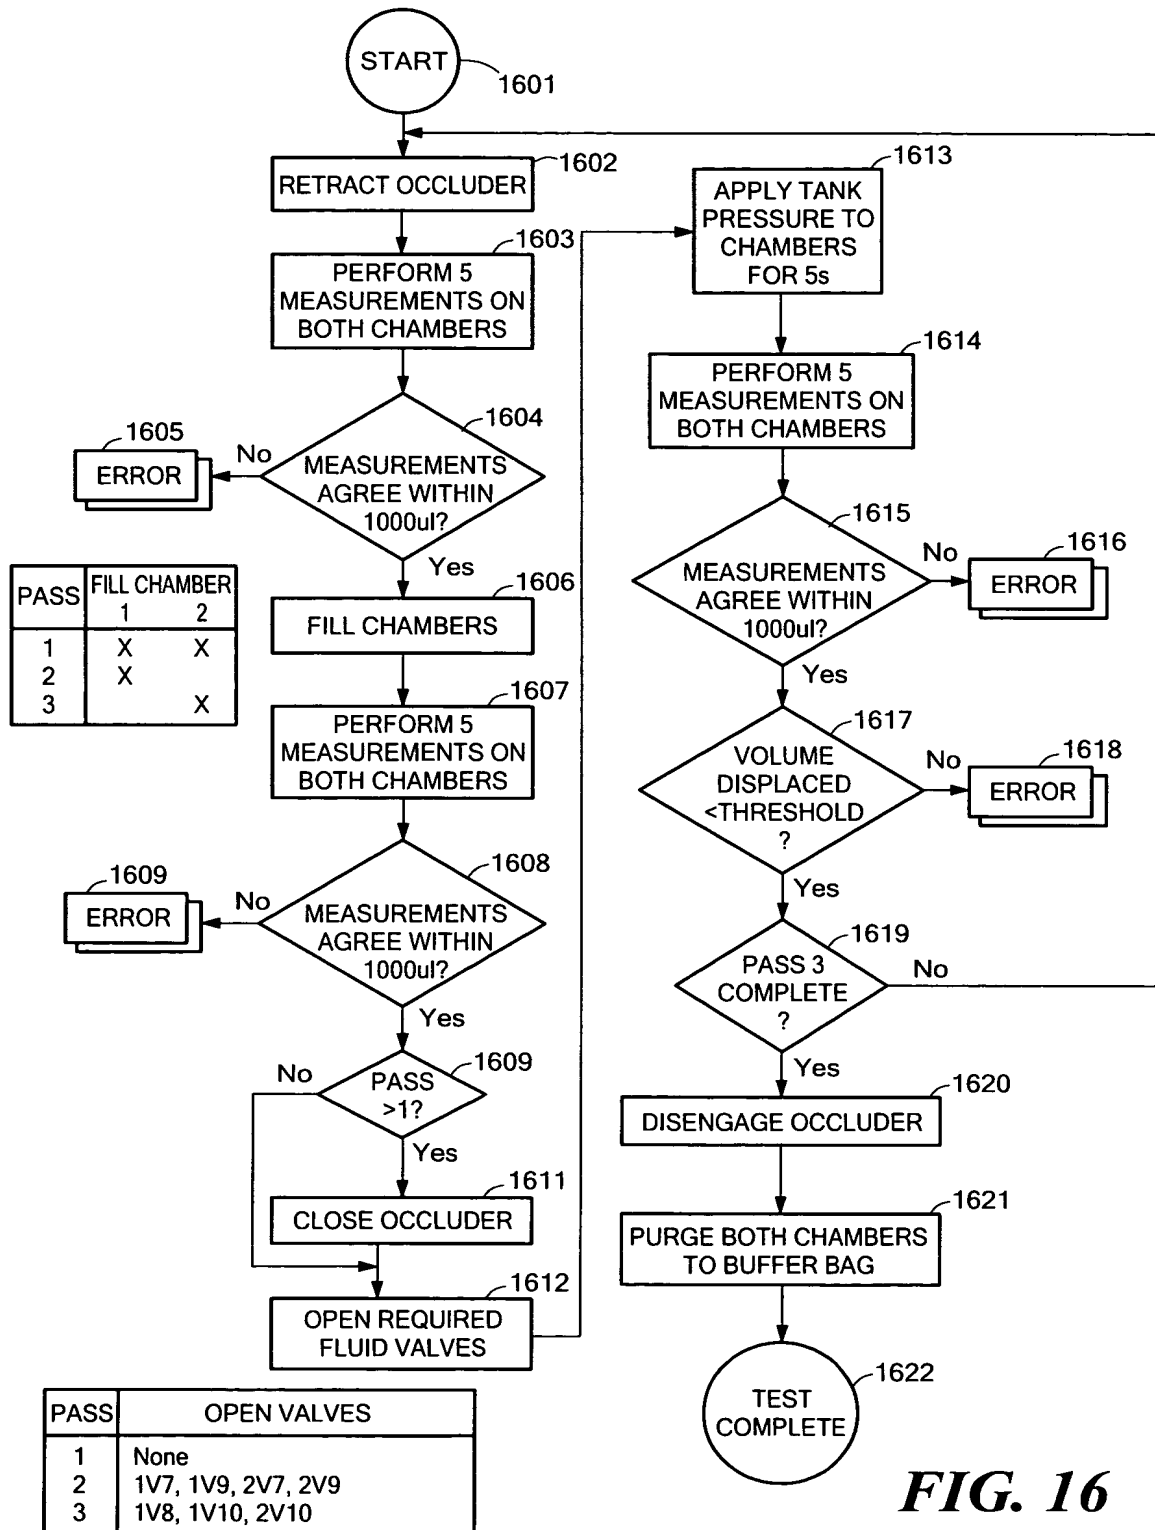 START
1601
1602
RETRACT OCCLUDER
1603
PERFORM 5
MEASUREMENTS ON
BOTH CHAMBERS
1604
MEASUREMENTS
AGREE WITHIN
1000ul?
No
1605
ERROR
Yes
PASS FILL CHAMBER
1 2
1 X X
2 X
3 X
1606
FILL CHAMBERS
1607
PERFORM 5
MEASUREMENTS ON
BOTH CHAMBERS
1608
MEASUREMENTS
AGREE WITHIN
1000ul?
No
1609
ERROR
Yes
1609
PASS
>1?
No
Yes
1611
CLOSE OCCLUDER
1612
OPEN REQUIRED
FLUID VALVES
PASS OPEN VALVES
1 None
2 1V7, 1V9, 2V7, 2V9
3 1V8, 1V10, 2V10
1613
APPLY TANK
PRESSURE TO
CHAMBERS
FOR 5s
1614
PERFORM 5
MEASUREMENTS ON
BOTH CHAMBERS
1615
MEASUREMENTS
AGREE WITHIN
1000ul?
No
1616
ERROR
Yes
1617
VOLUME
DISPLACED
<THRESHOLD
?
No
1618
ERROR
Yes
1619
PASS 3
COMPLETE
?
No
Yes
1620
DISENGAGE OCCLUDER
1621
PURGE BOTH CHAMBERS
TO BUFFER BAG
1622
TEST
COMPLETE
FIG. 16